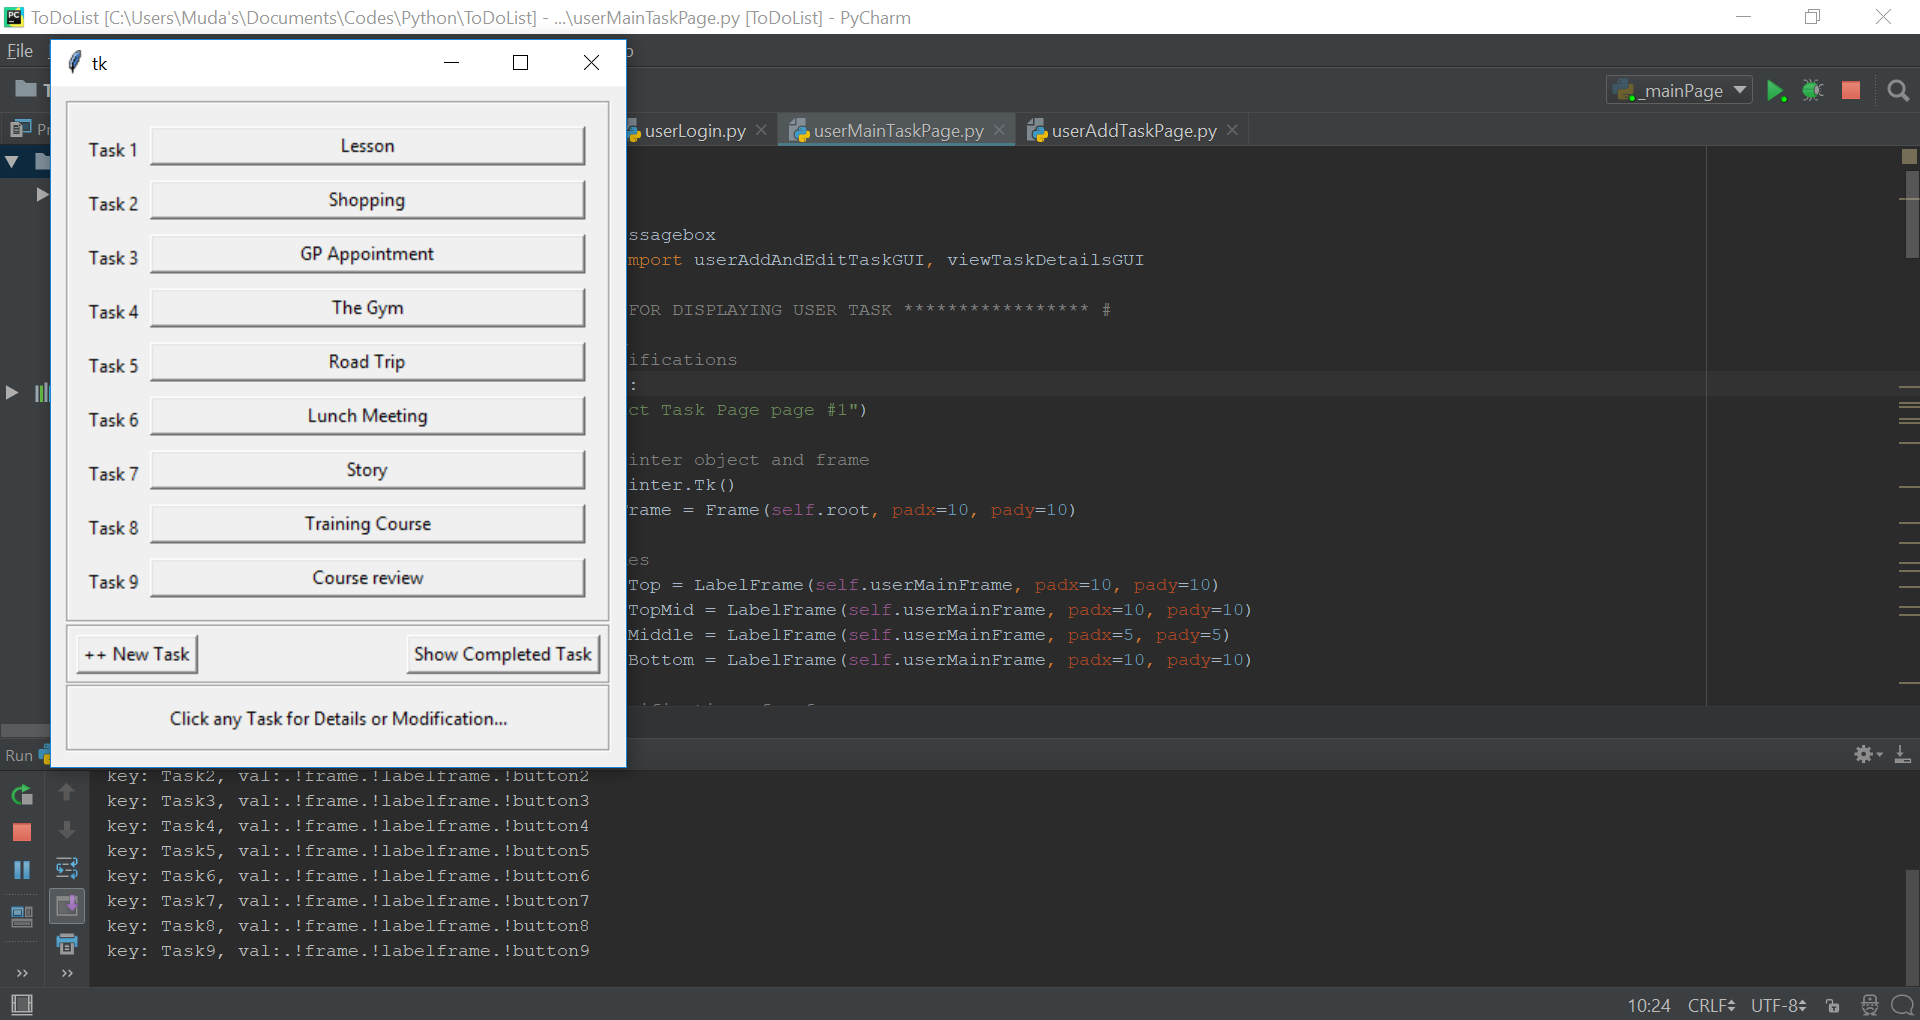 ToDoList [C:\Users\Muda's\Documents\Codes\Python\ToDoList] - ...\userMainTaskPage.py [ToDoList] - PyCharm
File
tk
_mainPage
userLogin.py
userMainTaskPage.py
userAddTaskPage.py
Task 1 Lesson
Task 2 Shopping
Task 3 GP Appointment
Task 4 The Gym
Task 5 Road Trip
Task 6 Lunch Meeting
Task 7 Story
Task 8 Training Course
Task 9 Course review
++ New Task Show Completed Task
Click any Task for Details or Modification...
ssagebox
mport userAddAndEditTaskGUI, viewTaskDetailsGUI
FOR DISPLAYING USER TASK ***************** #
ifications
:
ct Task Page page #1")
inter object and frame
inter.Tk()
rame = Frame(self.root, padx=10, pady=10)
es
Top = LabelFrame(self.userMainFrame, padx=10, pady=10)
TopMid = LabelFrame(self.userMainFrame, padx=10, pady=10)
Middle = LabelFrame(self.userMainFrame, padx=5, pady=5)
Bottom = LabelFrame(self.userMainFrame, padx=10, pady=10)
Run
key: Task2, val:.!frame.!labelframe.!button2
key: Task3, val:.!frame.!labelframe.!button3
key: Task4, val:.!frame.!labelframe.!button4
key: Task5, val:.!frame.!labelframe.!button5
key: Task6, val:.!frame.!labelframe.!button6
key: Task7, val:.!frame.!labelframe.!button7
key: Task8, val:.!frame.!labelframe.!button8
key: Task9, val:.!frame.!labelframe.!button9
10:24 CRLF UTF-8